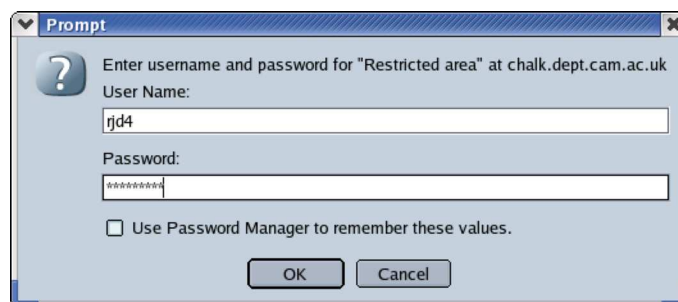 Prompt
Enter username and password for "Restricted area" at chalk.dept.cam.ac.uk
User Name:
rjd4
Password:
*********
Use Password Manager to remember these values.
OK Cancel